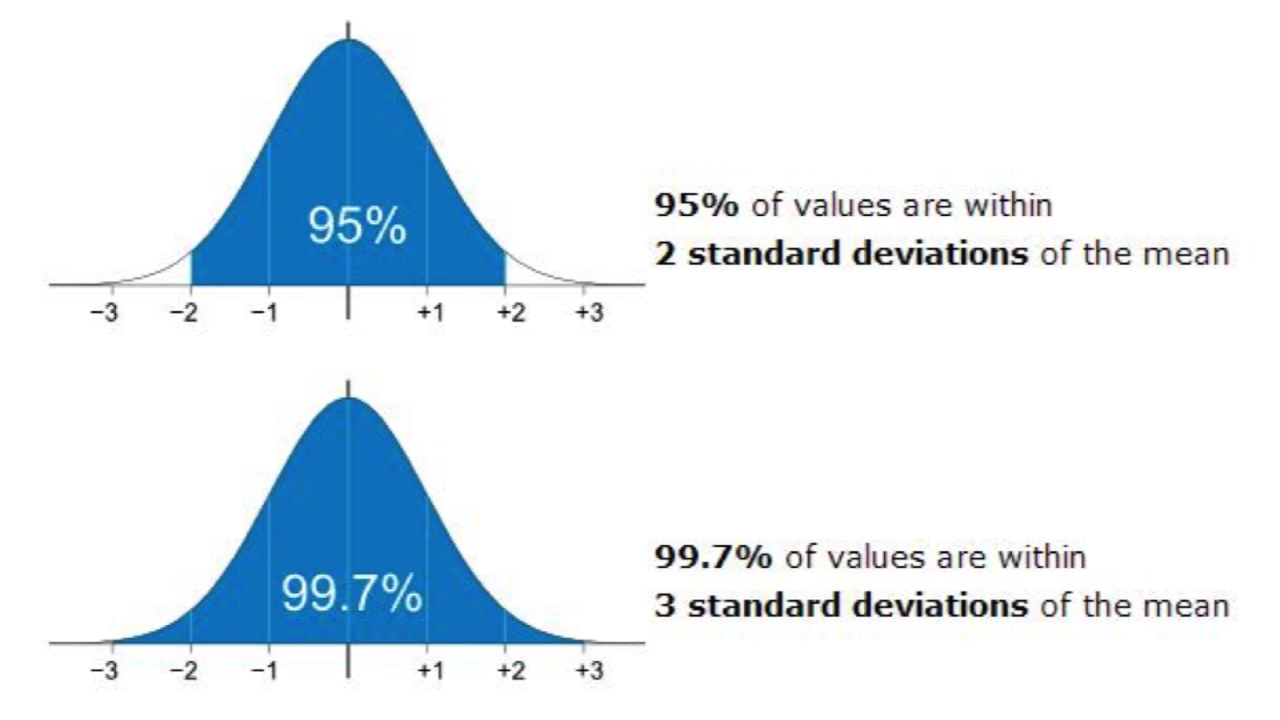 95%
95% of values are within
2 standard deviations of the mean
−3 −2 −1 +1 +2 +3
99.7%
99.7% of values are within
3 standard deviations of the mean
−3 −2 −1 +1 +2 +3